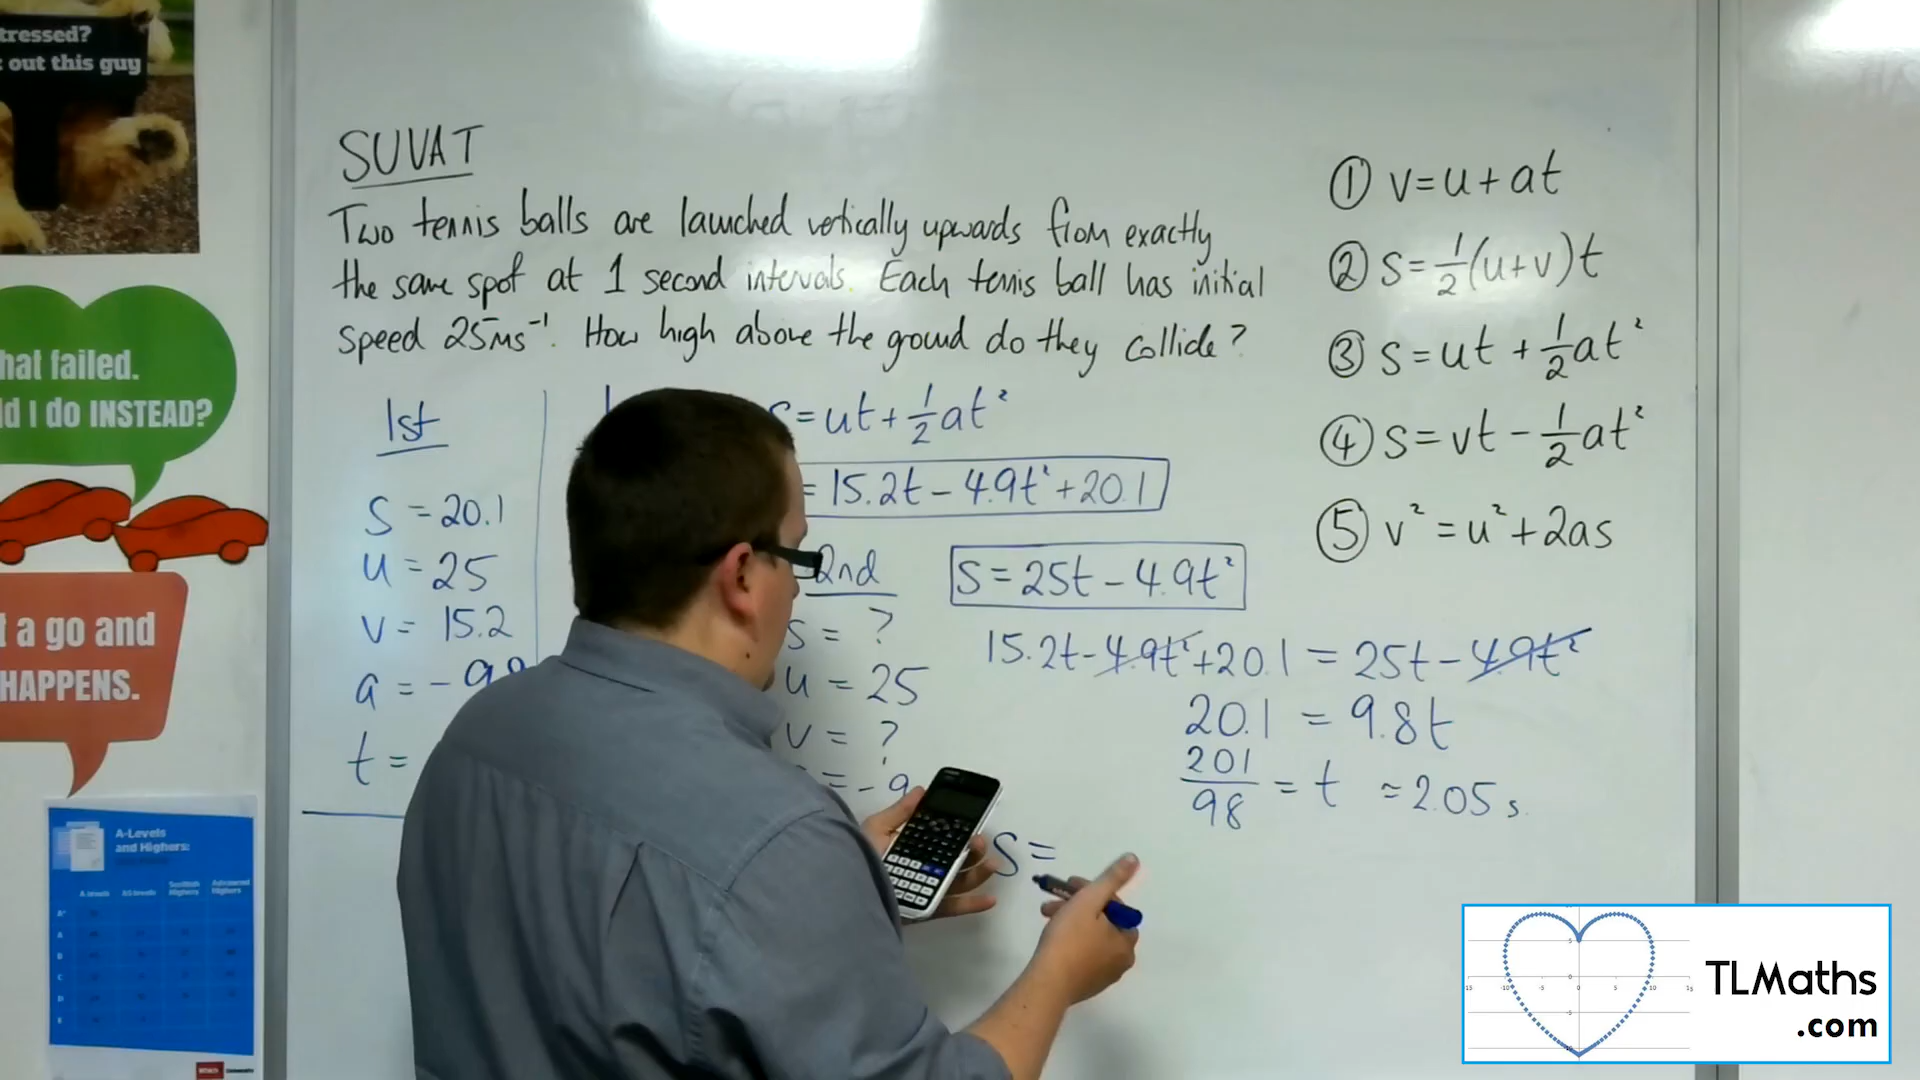 tressed?
out this guy
hat failed.
ld I do INSTEAD?
t a go and
HAPPENS.
A-Levels
and Highers:
SUVAT
Two tennis balls are launched vertically upwards from exactly
the same spot at 1 second intervals. Each tennis ball has initial
speed 25ms⁻¹. How high above the ground do they collide?
1st
S = 20.1
u = 25
v = 15.2
a = -9.8
t =
s = ut + ½at²
= 15.2t - 4.9t² + 20.1
2nd
S = 25t - 4.9t²
s = ?
u = 25
v = ?
= -9
15.2t - 4.9t² + 20.1 = 25t - 4.9t²
20.1 = 9.8t
201/98 = t ≈ 2.05 s.
S =
① v = u + at
② s = ½(u+v)t
③ s = ut + ½at²
④ s = vt - ½at²
⑤ v² = u² + 2as
TLMaths
.com